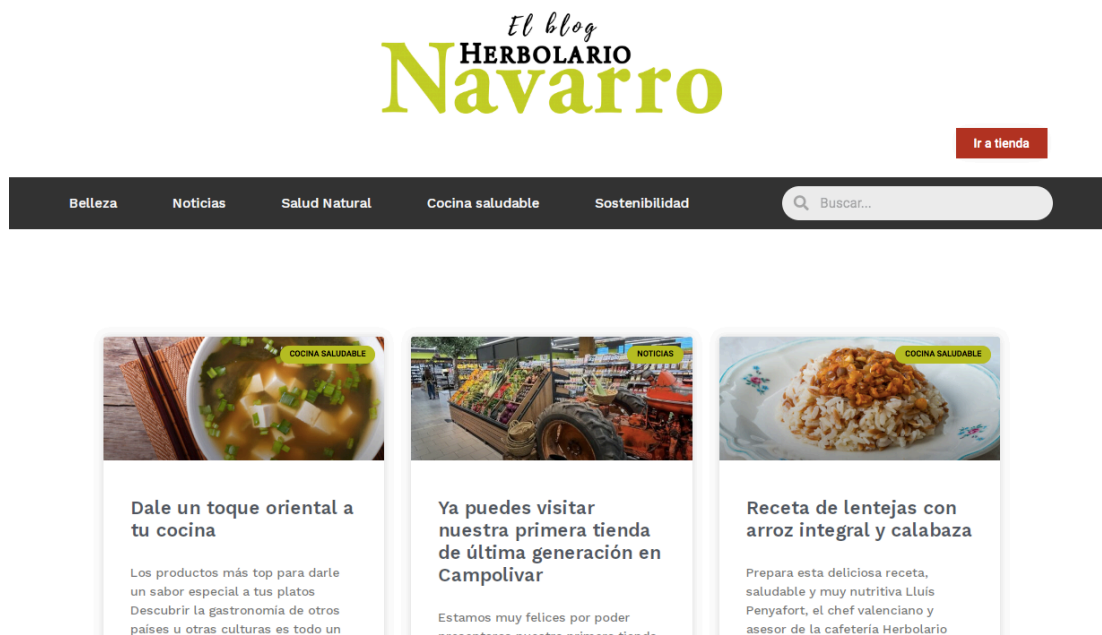 El blog
HERBOLARIO
Navarro
Ir a tienda
Belleza
Noticias
Salud Natural
Cocina saludable
Sostenibilidad
Buscar...
COCINA SALUDABLE
Dale un toque oriental a
tu cocina
Los productos más top para darle
un sabor especial a tus platos
Descubrir la gastronomía de otros
países u otras culturas es todo un
NOTICIAS
Ya puedes visitar
nuestra primera tienda
de última generación en
Campolivar
Estamos muy felices por poder
presentaros nuestra primera tienda
COCINA SALUDABLE
Receta de lentejas con
arroz integral y calabaza
Prepara esta deliciosa receta,
saludable y muy nutritiva Lluís
Penyafort, el chef valenciano y
asesor de la cafetería Herbolario